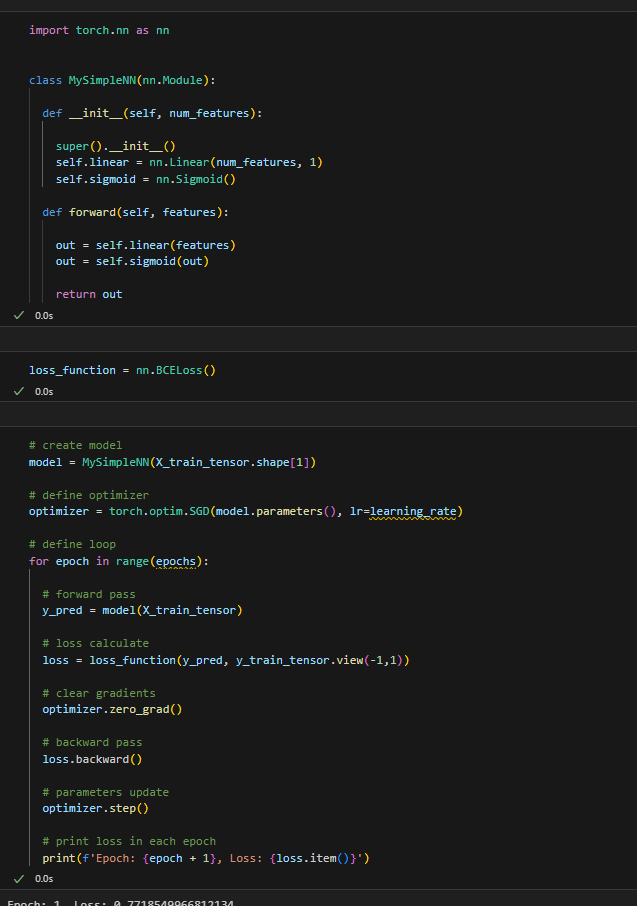 import torch.nn as nn
class MySimpleNN(nn.Module):
def __init__(self, num_features):
super().__init__()
self.linear = nn.Linear(num_features, 1)
self.sigmoid = nn.Sigmoid()
def forward(self, features):
out = self.linear(features)
out = self.sigmoid(out)
return out
0.0s
loss_function = nn.BCELoss()
0.0s
# create model
model = MySimpleNN(X_train_tensor.shape[1])
# define optimizer
optimizer = torch.optim.SGD(model.parameters(), lr=learning_rate)
# define loop
for epoch in range(epochs):
# forward pass
y_pred = model(X_train_tensor)
# loss calculate
loss = loss_function(y_pred, y_train_tensor.view(-1,1))
# clear gradients
optimizer.zero_grad()
# backward pass
loss.backward()
# parameters update
optimizer.step()
# print loss in each epoch
print(f'Epoch: {epoch + 1}, Loss: {loss.item()}')
0.0s
Epoch: 1, Loss: 0.7718549966812134